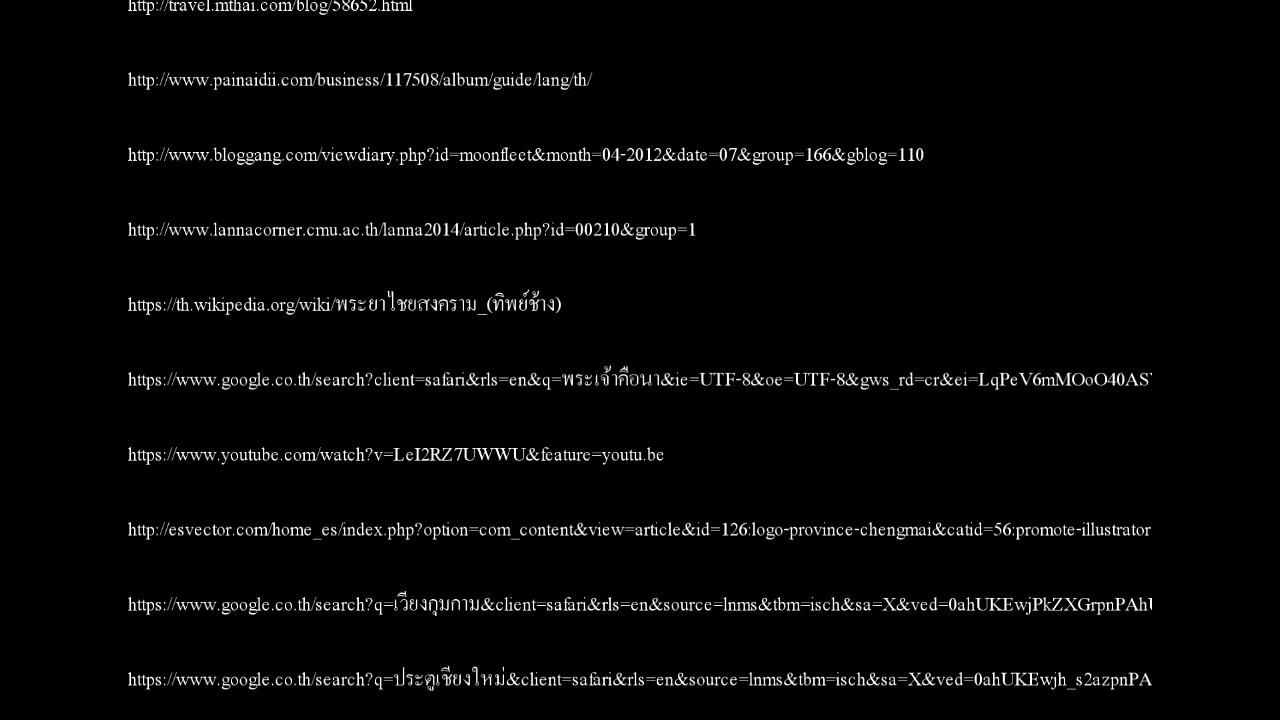 http://travel.mthai.com/blog/58652.html
http://www.painaidii.com/business/117508/album/guide/lang/th/
http://www.bloggang.com/viewdiary.php?id=moonfleet&month=04-2012&date=07&group=166&gblog=110
http://www.lannacorner.cmu.ac.th/lanna2014/article.php?id=00210&group=1
https://th.wikipedia.org/wiki/พระยาไชยสงคราม_(ทิพย์ช้าง)
https://www.google.co.th/search?client=safari&rls=en&q=พระเจ้ากือนา&ie=UTF-8&oe=UTF-8&gws_rd=cr&ei=LqPeV6mMOoO40AS
https://www.youtube.com/watch?v=LeI2RZ7UWWU&feature=youtu.be
http://esvector.com/home_es/index.php?option=com_content&view=article&id=126:logo-province-chengmai&catid=56:promote-illustrator
https://www.google.co.th/search?q=เวียงกุมกาม&client=safari&rls=en&source=lnms&tbm=isch&sa=X&ved=0ahUKEwjPkZXGrpnPAh
https://www.google.co.th/search?q=ประตูเชียงใหม่&client=safari&rls=en&source=lnms&tbm=isch&sa=X&ved=0ahUKEwjh_s2azpnPA